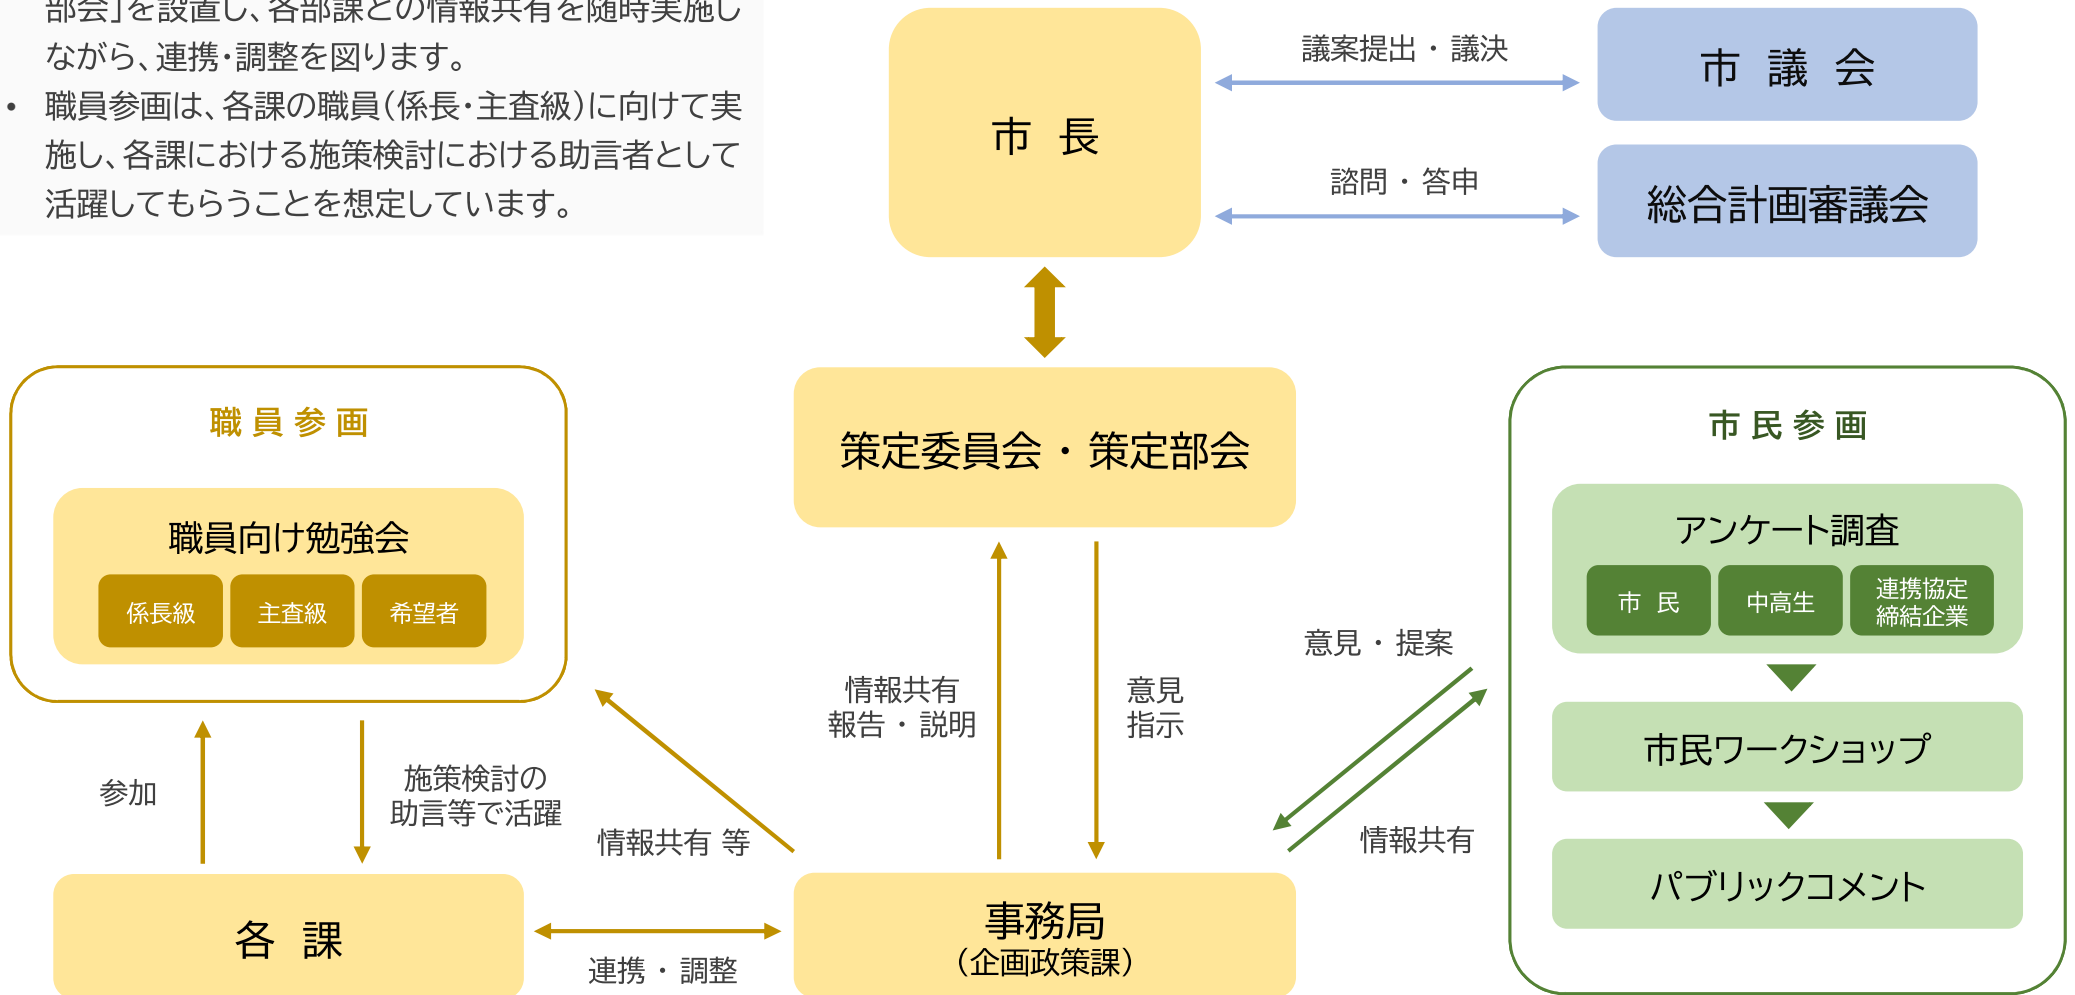 部会」を設置し、各部課との情報共有を随時実施し
ながら、連携・調整を図ります。
• 職員参画は、各課の職員（係長・主査級）に向けて実
施し、各課における施策検討における助言者として
活躍してもらうことを想定しています。
市 長
議案提出・議決
市 議 会
諮問・答申
総合計画審議会
職員参画
職員向け勉強会
係長級
主査級
希望者
策定委員会・策定部会
市民参画
アンケート調査
市 民
中高生
連携協定
締結企業
市民ワークショップ
パブリックコメント
参加
施策検討の
助言等で活躍
情報共有 等
情報共有
報告・説明
意見
指示
意見・提案
情報共有
各 課
連携・調整
事務局
（企画政策課）